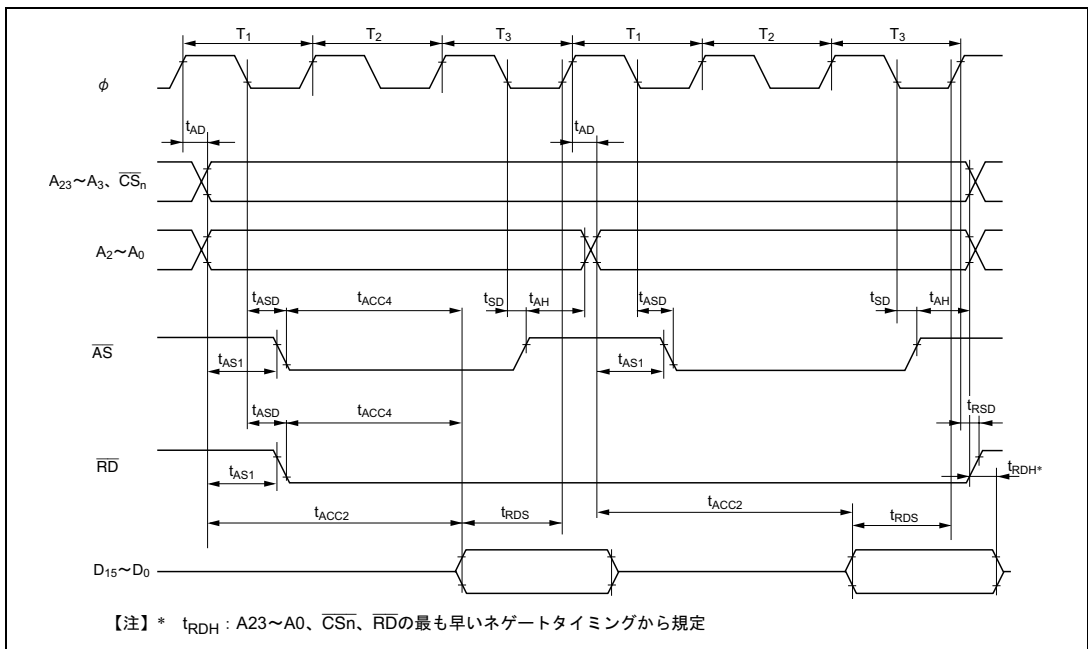 T1 T2 T3 T1 T2 T3
φ
tAD tAD
A23〜A3、CSn
A2〜A0
tASD tACC4 tSD tAH tASD tSD tAH
AS
tAS1 tAS1
tASD tACC4 tRSD
RD
tAS1 tRDH*
tACC2 tRDS tACC2 tRDS
D15〜D0
【注】* tRDH：A23〜A0、CSn、RDの最も早いネゲートタイミングから規定